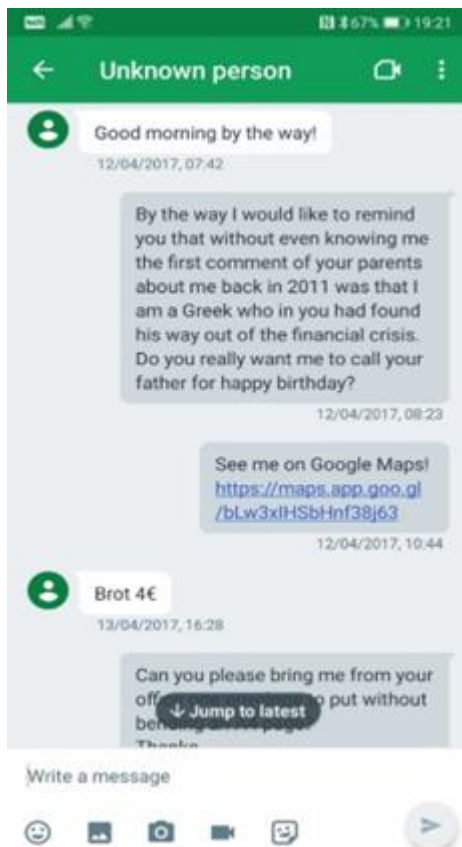 67% 19:21
Unknown person
Good morning by the way!
12/04/2017, 07:42
By the way I would like to remind
you that without even knowing me
the first comment of your parents
about me back in 2011 was that I
am a Greek who in you had found
his way out of the financial crisis.
Do you really want me to call your
father for happy birthday?
12/04/2017, 08:23
See me on Google Maps!
https://maps.app.goo.gl
/bLw3xIHSbHnf38j63
12/04/2017, 10:44
Brot 4€
13/04/2017, 16:28
Can you please bring me from your
put without
Jump to latest
Thanks
Write a message